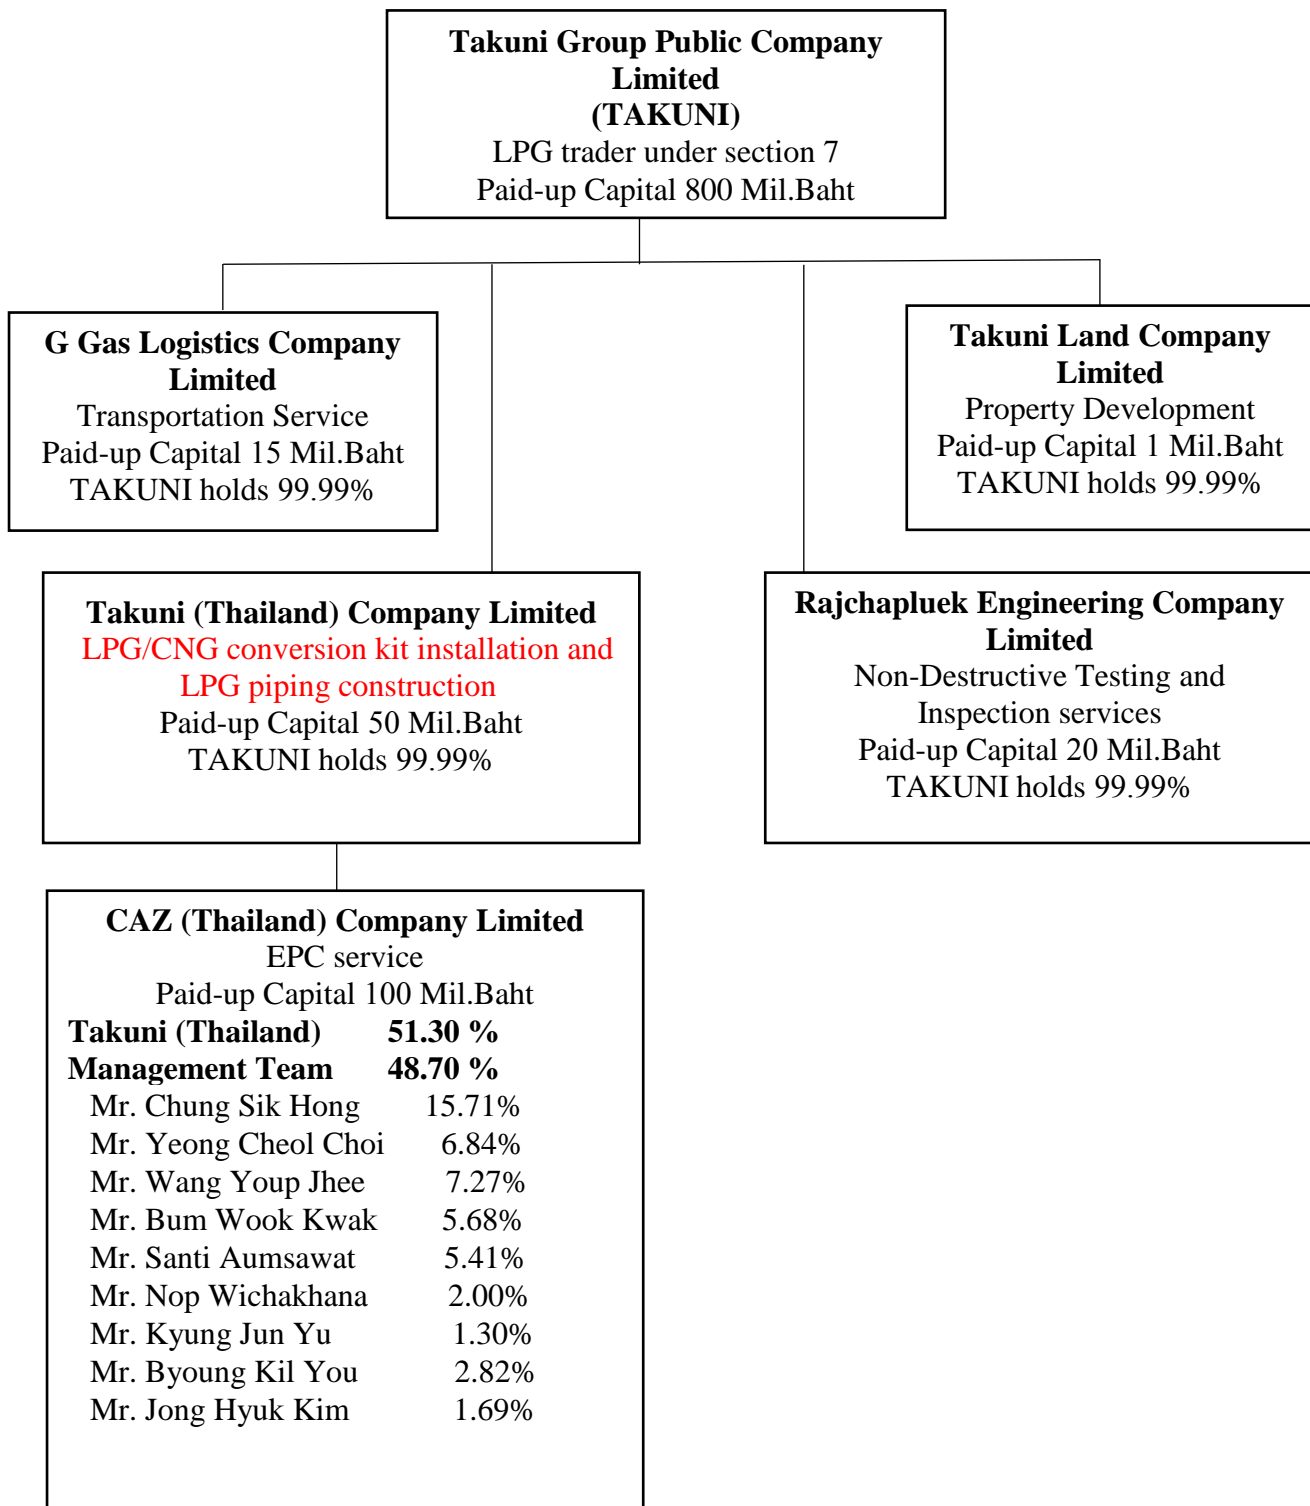 Takuni Group Public Company
Limited
(TAKUNI)
LPG trader under section 7
Paid-up Capital 800 Mil.Baht
G Gas Logistics Company
Limited
Transportation Service
Paid-up Capital 15 Mil.Baht
TAKUNI holds 99.99%
Takuni Land Company
Limited
Property Development
Paid-up Capital 1 Mil.Baht
TAKUNI holds 99.99%
Takuni (Thailand) Company Limited
LPG/CNG conversion kit installation and
LPG piping construction
Paid-up Capital 50 Mil.Baht
TAKUNI holds 99.99%
Rajchapluek Engineering Company
Limited
Non-Destructive Testing and
Inspection services
Paid-up Capital 20 Mil.Baht
TAKUNI holds 99.99%
CAZ (Thailand) Company Limited
EPC service
Paid-up Capital 100 Mil.Baht
Takuni (Thailand) 51.30 %
Management Team 48.70 %
Mr. Chung Sik Hong 15.71%
Mr. Yeong Cheol Choi 6.84%
Mr. Wang Youp Jhee 7.27%
Mr. Bum Wook Kwak 5.68%
Mr. Santi Aumsawat 5.41%
Mr. Nop Wichakhana 2.00%
Mr. Kyung Jun Yu 1.30%
Mr. Byoung Kil You 2.82%
Mr. Jong Hyuk Kim 1.69%